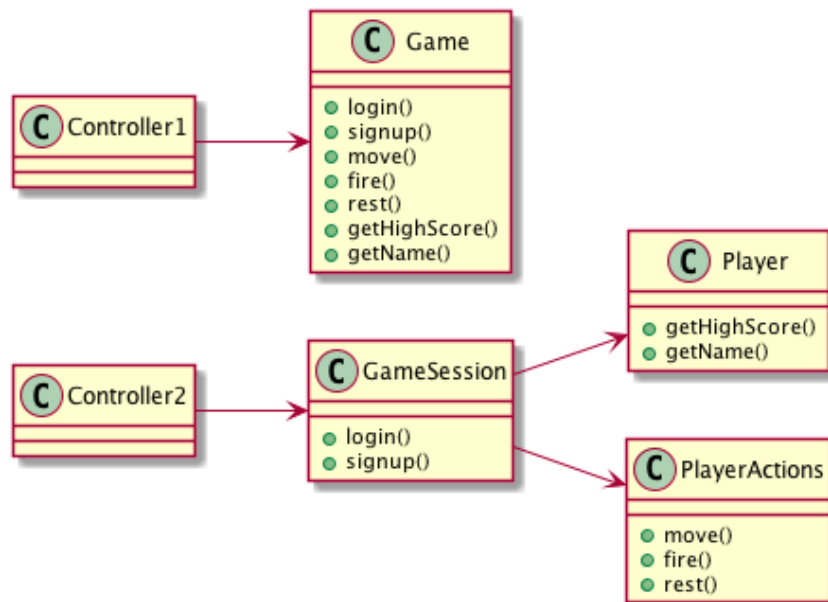 C Game
login()
signup()
move()
fire()
rest()
getHighScore()
getName()
C Controller1
C Player
getHighScore()
getName()
C GameSession
login()
signup()
C Controller2
C PlayerActions
move()
fire()
rest()